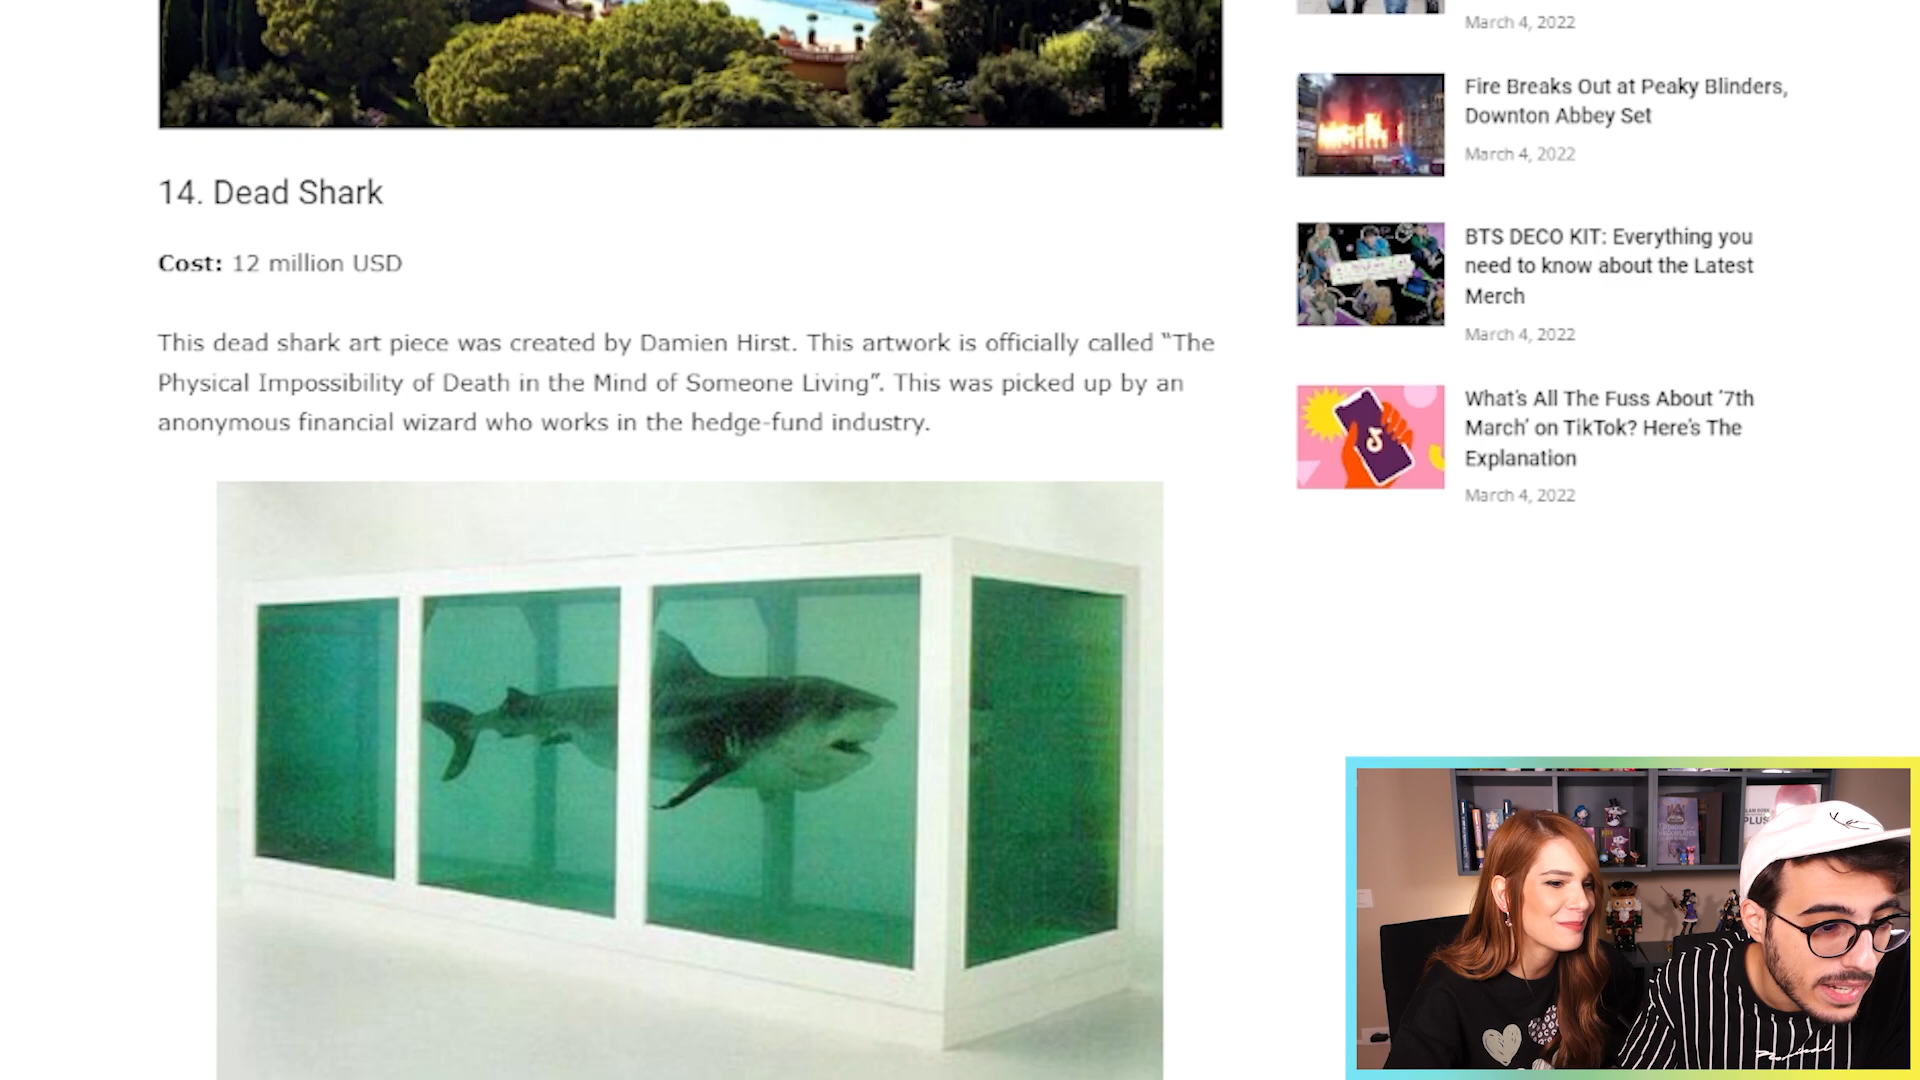 14. Dead Shark
Cost: 12 million USD
This dead shark art piece was created by Damien Hirst. This artwork is officially called “The
Physical Impossibility of Death in the Mind of Someone Living”. This was picked up by an
anonymous financial wizard who works in the hedge-fund industry.
March 4, 2022
Fire Breaks Out at Peaky Blinders,
Downton Abbey Set
March 4, 2022
BTS DECO KIT: Everything you
need to know about the Latest
Merch
March 4, 2022
What’s All The Fuss About ‘7th
March’ on TikTok? Here’s The
Explanation
March 4, 2022
PLUS